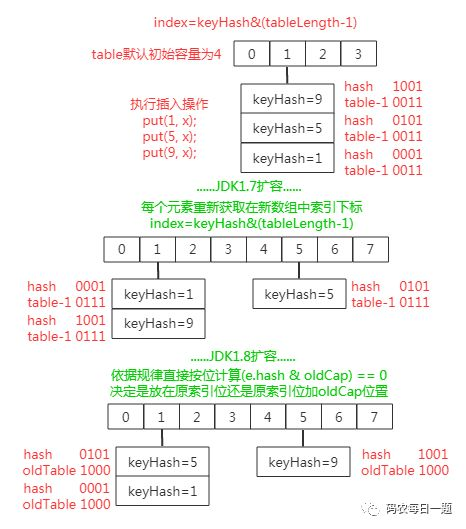 index=keyHash&(tableLength-1)
table默认初始容量为4
0 1 2 3
执行插入操作
put(1, x);
put(5, x);
put(9, x);
keyHash=9
hash 1001
table-1 0011
keyHash=5
hash 0101
table-1 0011
keyHash=1
hash 0001
table-1 0011
......JDK1.7扩容......
每个元素重新获取在新数组中索引下标
index=keyHash&(tableLength-1)
0 1 2 3 4 5 6 7
hash 0001
table-1 0111
keyHash=1
keyHash=5
hash 0101
table-1 0111
hash 1001
table-1 0111
keyHash=9
......JDK1.8扩容......
依据规律直接按位计算(e.hash & oldCap) == 0
决定是放在原索引位还是原索引位加oldCap位置
0 1 2 3 4 5 6 7
hash 0101
oldTable 1000
keyHash=5
keyHash=9
hash 1001
oldTable 1000
hash 0001
oldTable 1000
keyHash=1
码农每日一题